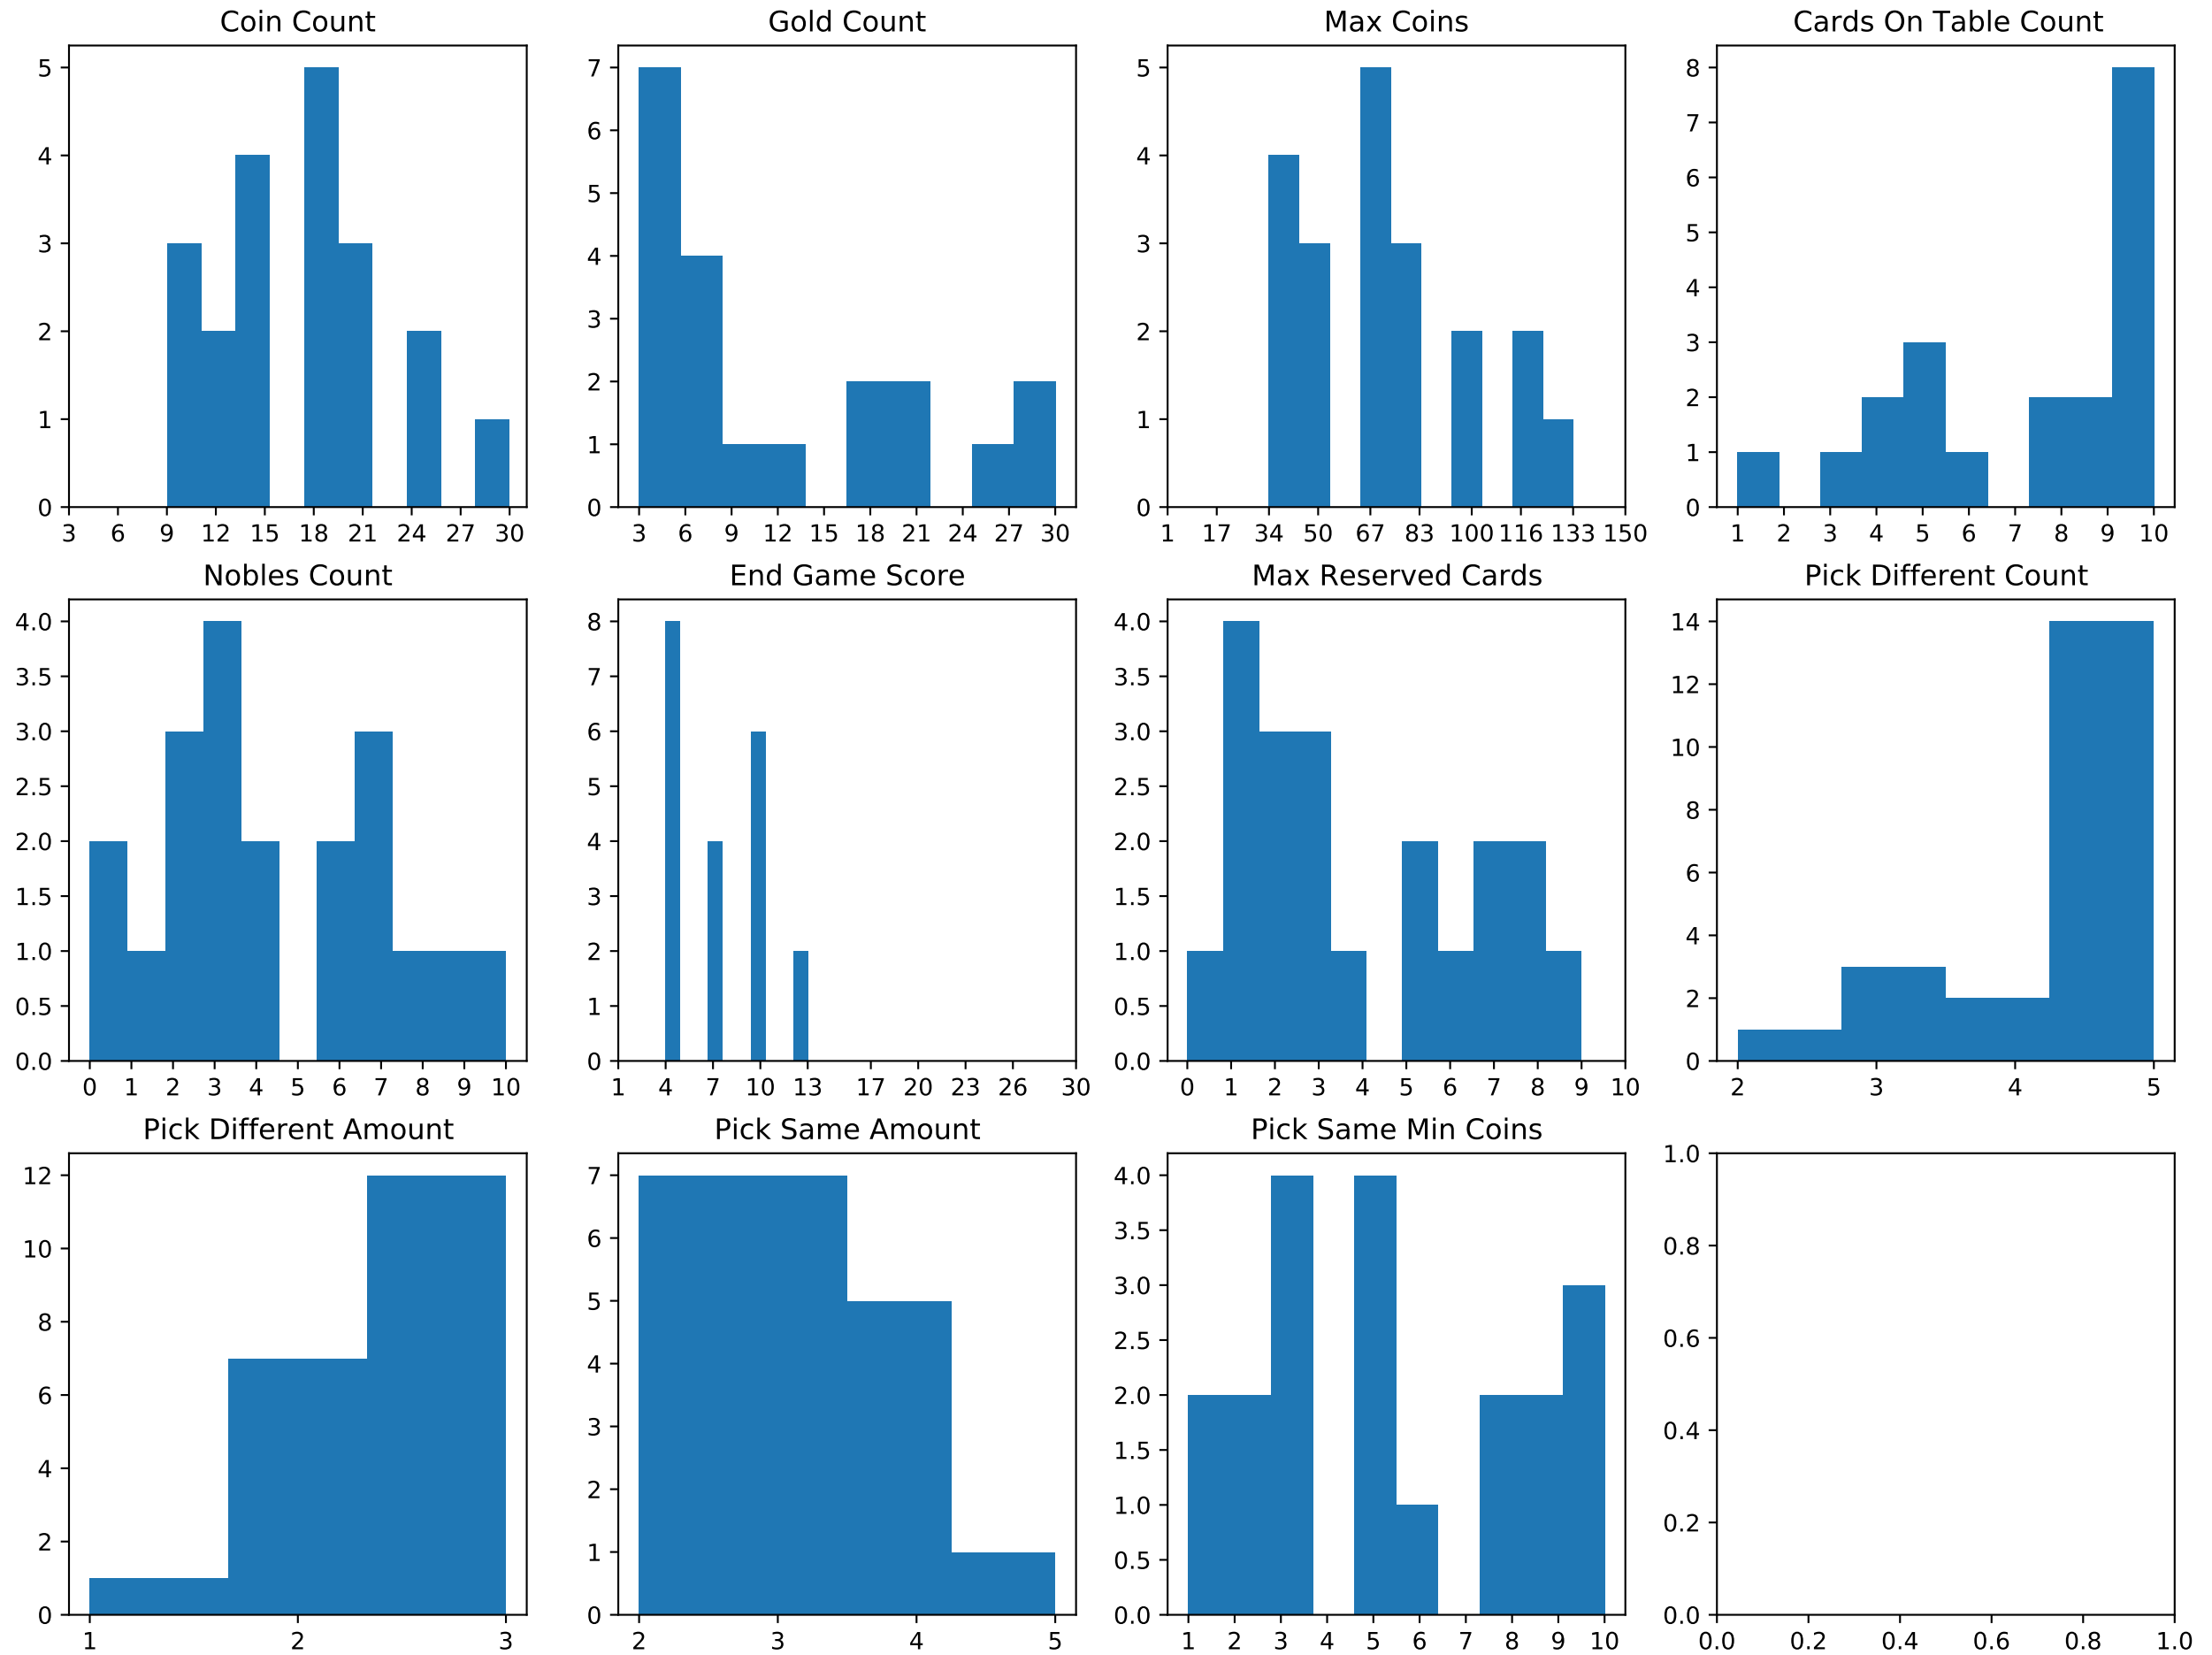 Coin Count Gold Count Max Coins Cards On Table Count
5 7 5 8
7
6
4 6
5 4
5
3 4 3
4
3
2 2
3
2
2
1 1
1
1
0 0 0 0
3 6 9 12 15 18 21 24 27 30 3 6 9 12 15 18 21 24 27 30 1 17 34 50 67 83 100 116 133 150 1 2 3 4 5 6 7 8 9 10
Nobles Count End Game Score Max Reserved Cards Pick Different Count
4.0 8 4.0 14
3.5 7 3.5
12
3.0 6 3.0
10
2.5 5 2.5
8
2.0 4 2.0
6
1.5 3 1.5
4
1.0 2 1.0
2
0.5 1 0.5
0.0 0 0.0 0
0 1 2 3 4 5 6 7 8 9 10 1 4 7 10 13 17 20 23 26 30 0 1 2 3 4 5 6 7 8 9 10 2 3 4 5
Pick Different Amount Pick Same Amount Pick Same Min Coins
1.0
12 7 4.0
3.5
6
10 0.8
3.0
5
8
2.5
0.6
4
6 2.0
3
0.4
1.5
4
2
1.0
0.2
2 1
0.5
0 0 0.0 0.0
1 2 3 2 3 4 5 1 2 3 4 5 6 7 8 9 10 0.0 0.2 0.4 0.6 0.8 1.0